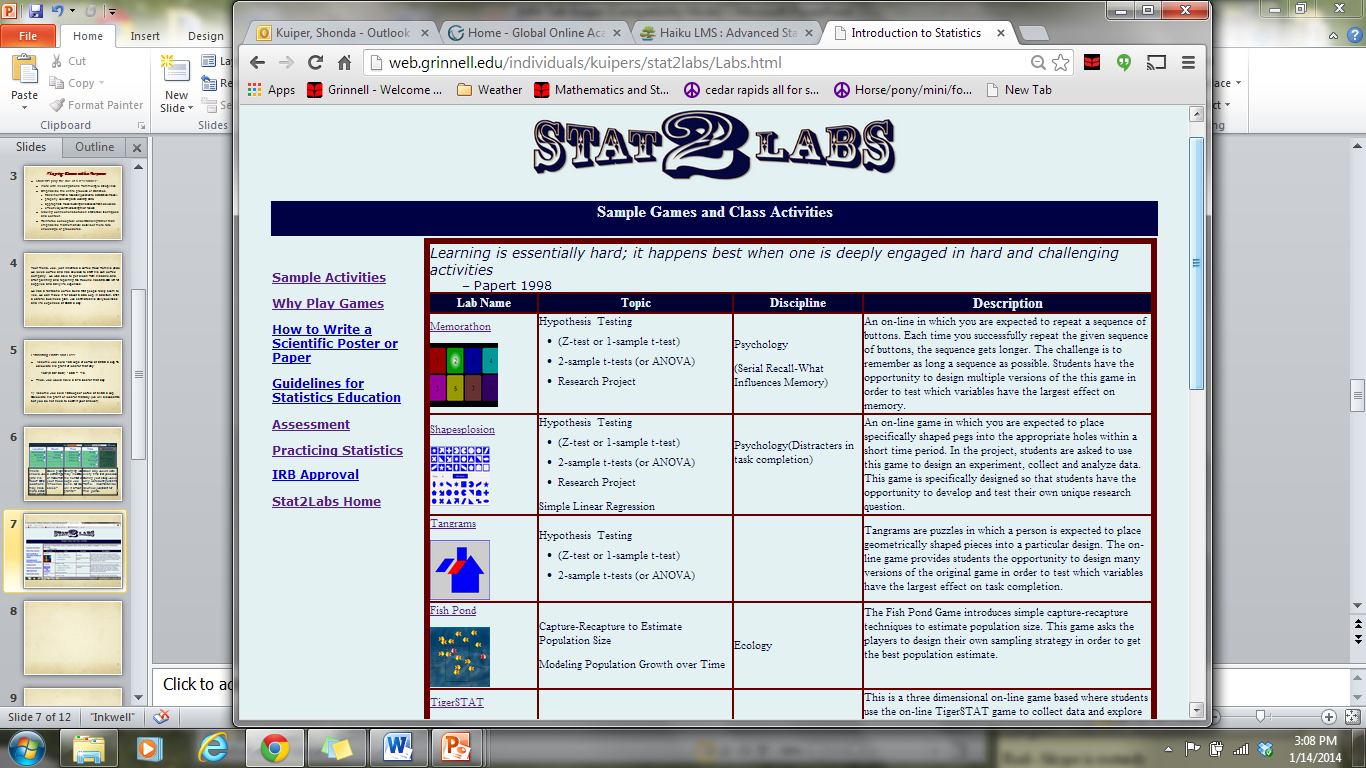 File
Home
Insert
Design
Paste
Cut
Copy
Format Painter
Clipboard
New
Slide
Slides
Slides
Outline
3
4
5
6
7
8
9
Click to ad
Slide 7 of 12
"Inkwell"
Kuiper, Shonda - Outlook
Home - Global Online Aca
Haiku LMS : Advanced Sta
Introduction to Statistics
web.grinnell.edu/individuals/kuipers/stat2labs/Labs.html
Apps
Grinnell - Welcome ...
Weather
Mathematics and St...
cedar rapids all for s...
Horse/pony/mini/fo...
New Tab
STAT2LABS
Sample Games and Class Activities
Sample Activities
Why Play Games
How to Write a
Scientific Poster or
Paper
Guidelines for
Statistics Education
Assessment
Practicing Statistics
IRB Approval
Stat2Labs Home
Learning is essentially hard; it happens best when one is deeply engaged in hard and challenging
activities
– Papert 1998
Lab Name
Topic
Discipline
Description
Memorathon
Hypothesis Testing
• (Z-test or 1-sample t-test)
• 2-sample t-tests (or ANOVA)
• Research Project
Psychology
(Serial Recall-What
Influences Memory)
An on-line in which you are expected to repeat a sequence of
buttons. Each time you successfully repeat the given sequence
of buttons, the sequence gets longer. The challenge is to
remember as long a sequence as possible. Students have the
opportunity to design multiple versions of the this game in
order to test which variables have the largest effect on
memory.
Shapesplosion
Hypothesis Testing
• (Z-test or 1-sample t-test)
• 2-sample t-tests (or ANOVA)
• Research Project
Simple Linear Regression
Psychology(Distracters in
task completion)
An on-line game in which you are expected to place
specifically shaped pegs into the appropriate holes within a
short time period. In the project, students are asked to use
this game to design an experiment, collect and analyze data.
This game is specifically designed so that students have the
opportunity to develop and test their own unique research
question.
Tangrams
Hypothesis Testing
• (Z-test or 1-sample t-test)
• 2-sample t-tests (or ANOVA)
Tangrams are puzzles in which a person is expected to place
geometrically shaped pieces into a particular design. The on-
line game provides students the opportunity to design many
versions of the original game in order to test which variables
have the largest effect on task completion.
Fish Pond
Capture-Recapture to Estimate
Population Size
Modeling Population Growth over Time
Ecology
The Fish Pond Game introduces simple capture-recapture
techniques to estimate population size. This game asks the
players to design their own sampling strategy in order to get
the best population estimate.
TigerSTAT
This is a three dimensional on-line game based where students
use the on-line TigerSTAT game to collect data and explore
3:08 PM
1/14/2014